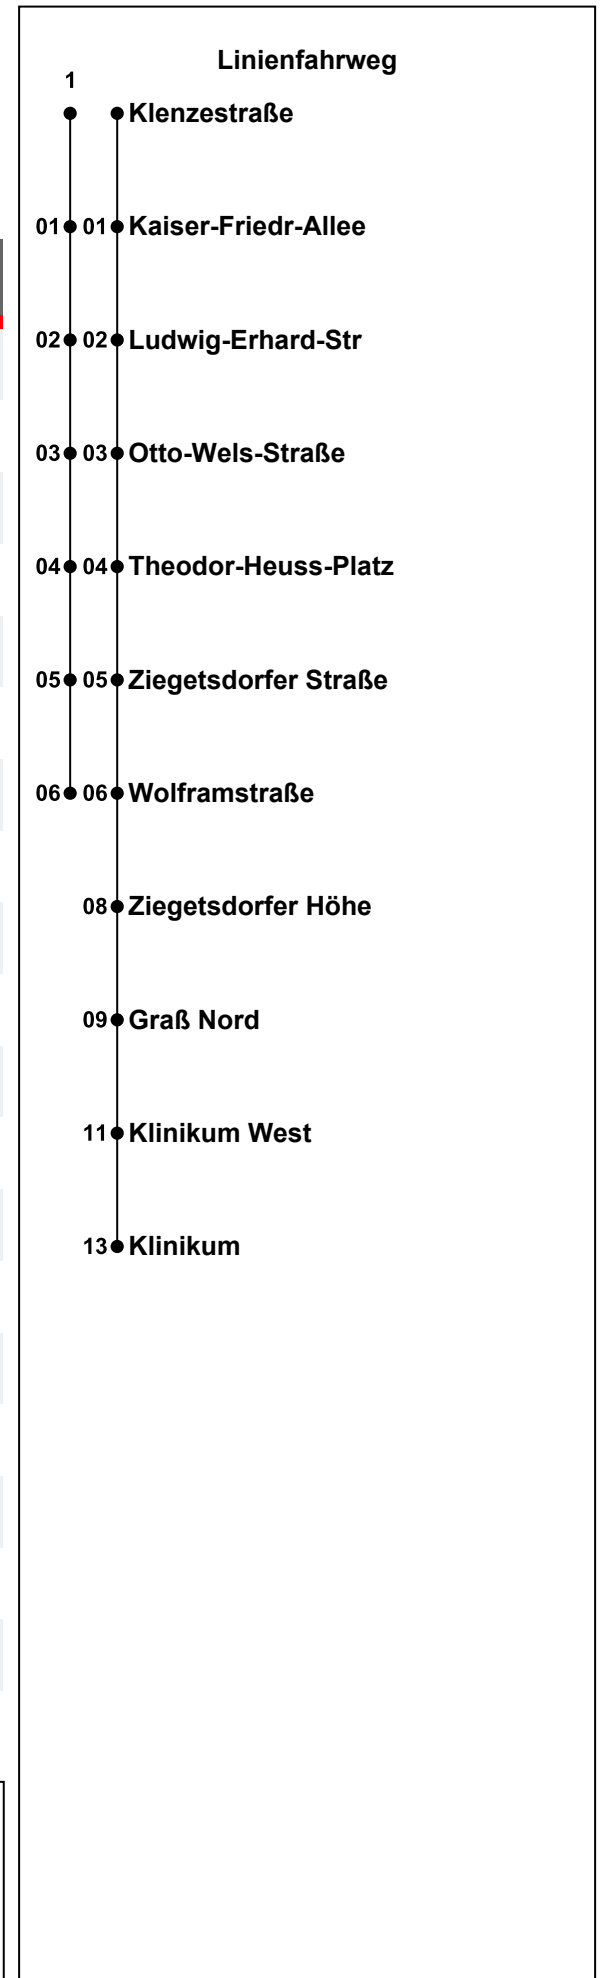 Linienfahrweg
1
Klenzestraße
01 01 Kaiser-Friedr-Allee
02 02 Ludwig-Erhard-Str
03 03 Otto-Wels-Straße
04 04 Theodor-Heuss-Platz
05 05 Ziegetsdorfer Straße
06 06 Wolframstraße
08 Ziegetsdorfer Höhe
09 Graß Nord
11 Klinikum West
13 Klinikum